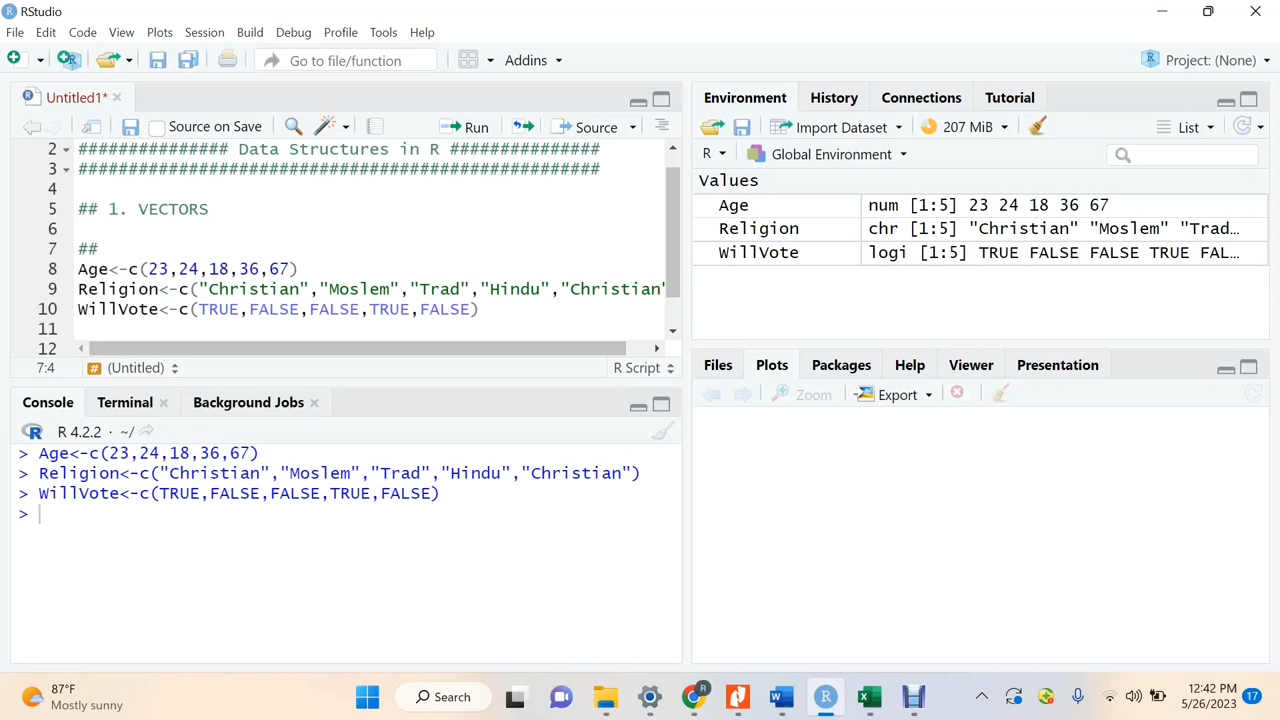 RStudio
File Edit Code View Plots Session Build Debug Profile Tools Help
Go to file/function
Addins
Project: (None)
Untitled1*
Source on Save
Run
Source
2 ############### Data Structures in R ###############
3 ####################################################
4
5 ## 1. VECTORS
6
7 ##
8 Age<-c(23,24,18,36,67)
9 Religion<-c("Christian","Moslem","Trad","Hindu","Christian"
10 WillVote<-c(TRUE,FALSE,FALSE,TRUE,FALSE)
11
12
7:4 # (Untitled) R Script
Console Terminal Background Jobs
R 4.2.2 · ~/
> Age<-c(23,24,18,36,67)
> Religion<-c("Christian","Moslem","Trad","Hindu","Christian")
> WillVote<-c(TRUE,FALSE,FALSE,TRUE,FALSE)
>
Environment History Connections Tutorial
Import Dataset 207 MiB List
R Global Environment
Values
Age num [1:5] 23 24 18 36 67
Religion chr [1:5] "Christian" "Moslem" "Trad…
WillVote logi [1:5] TRUE FALSE FALSE TRUE FAL…
Files Plots Packages Help Viewer Presentation
Zoom Export
87°F
Mostly sunny
Search
12:42 PM
5/26/2023
17